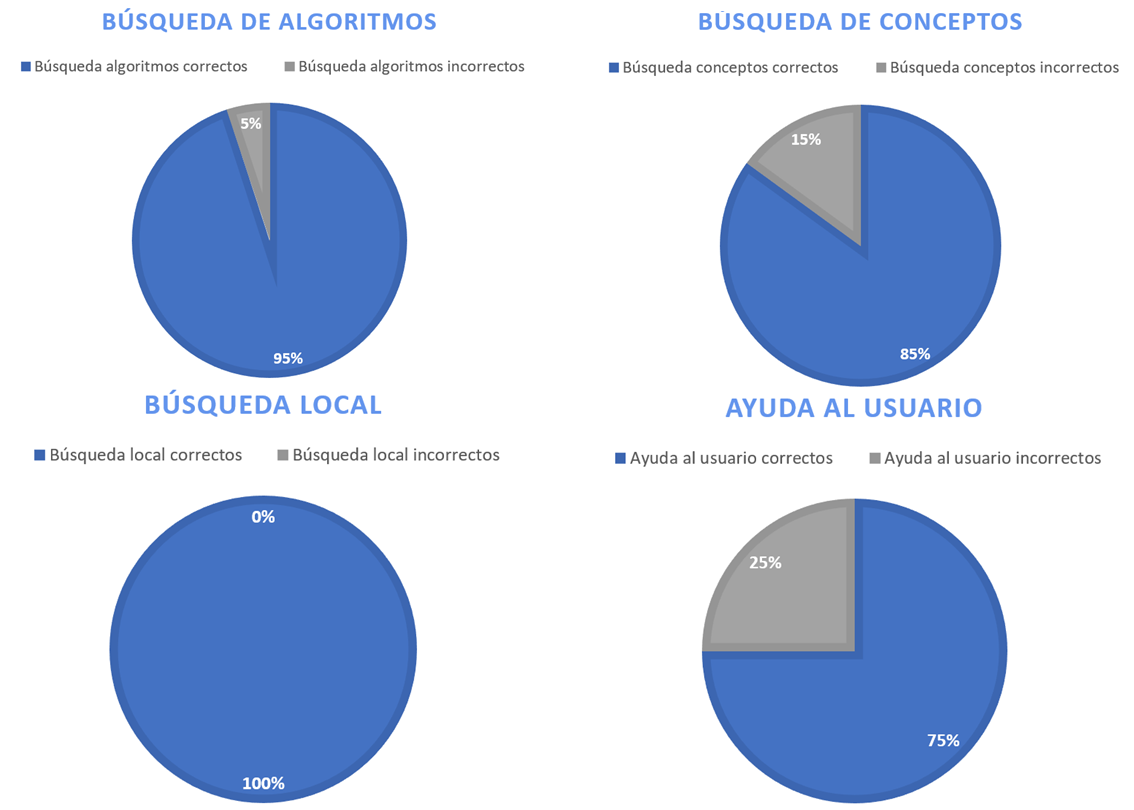 BÚSQUEDA DE ALGORITMOS
Búsqueda algoritmos correctos Búsqueda algoritmos incorrectos
5%
95%
BÚSQUEDA DE CONCEPTOS
Búsqueda conceptos correctos Búsqueda conceptos incorrectos
15%
85%
BÚSQUEDA LOCAL
Búsqueda local correctos Búsqueda local incorrectos
0%
100%
AYUDA AL USUARIO
Ayuda al usuario correctos Ayuda al usuario incorrectos
25%
75%